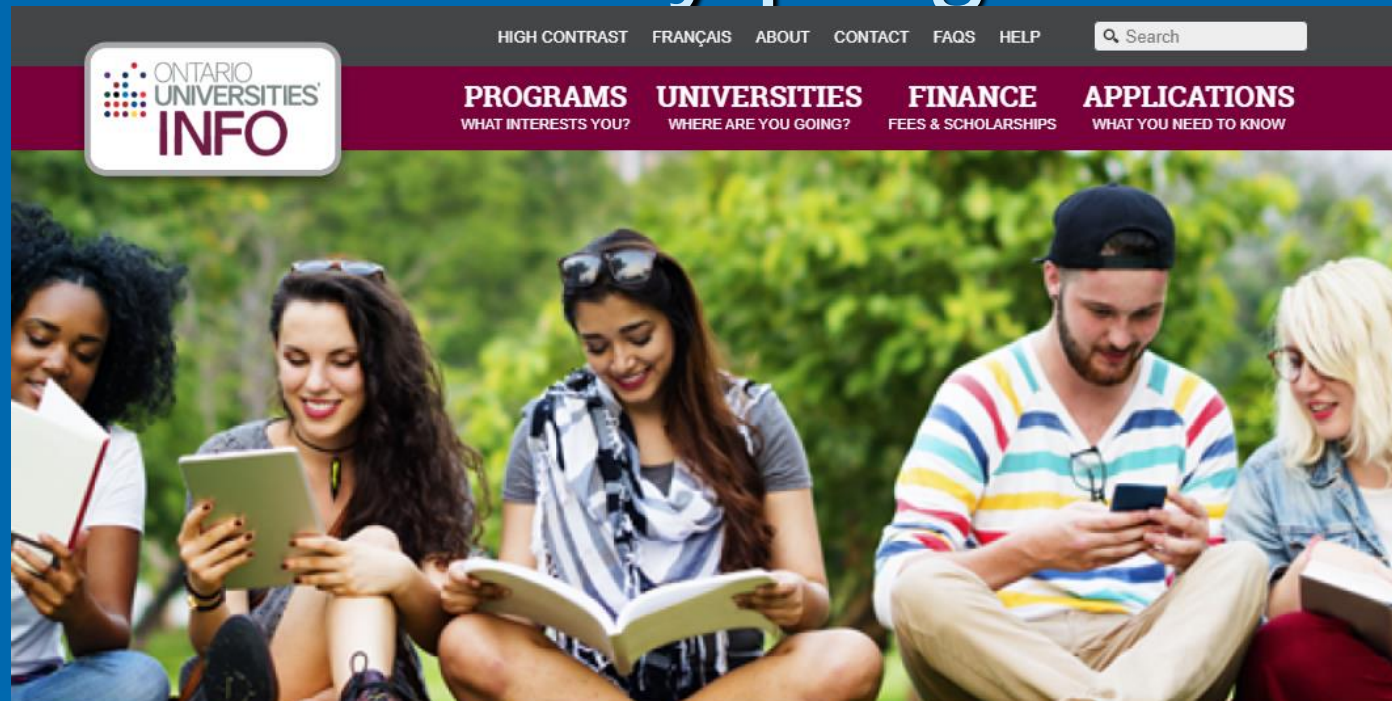 HIGH CONTRAST FRANÇAIS ABOUT CONTACT FAQS HELP Search
ONTARIO
UNIVERSITIES'
INFO
PROGRAMS UNIVERSITIES FINANCE APPLICATIONS
WHAT INTERESTS YOU? WHERE ARE YOU GOING? FEES & SCHOLARSHIPS WHAT YOU NEED TO KNOW